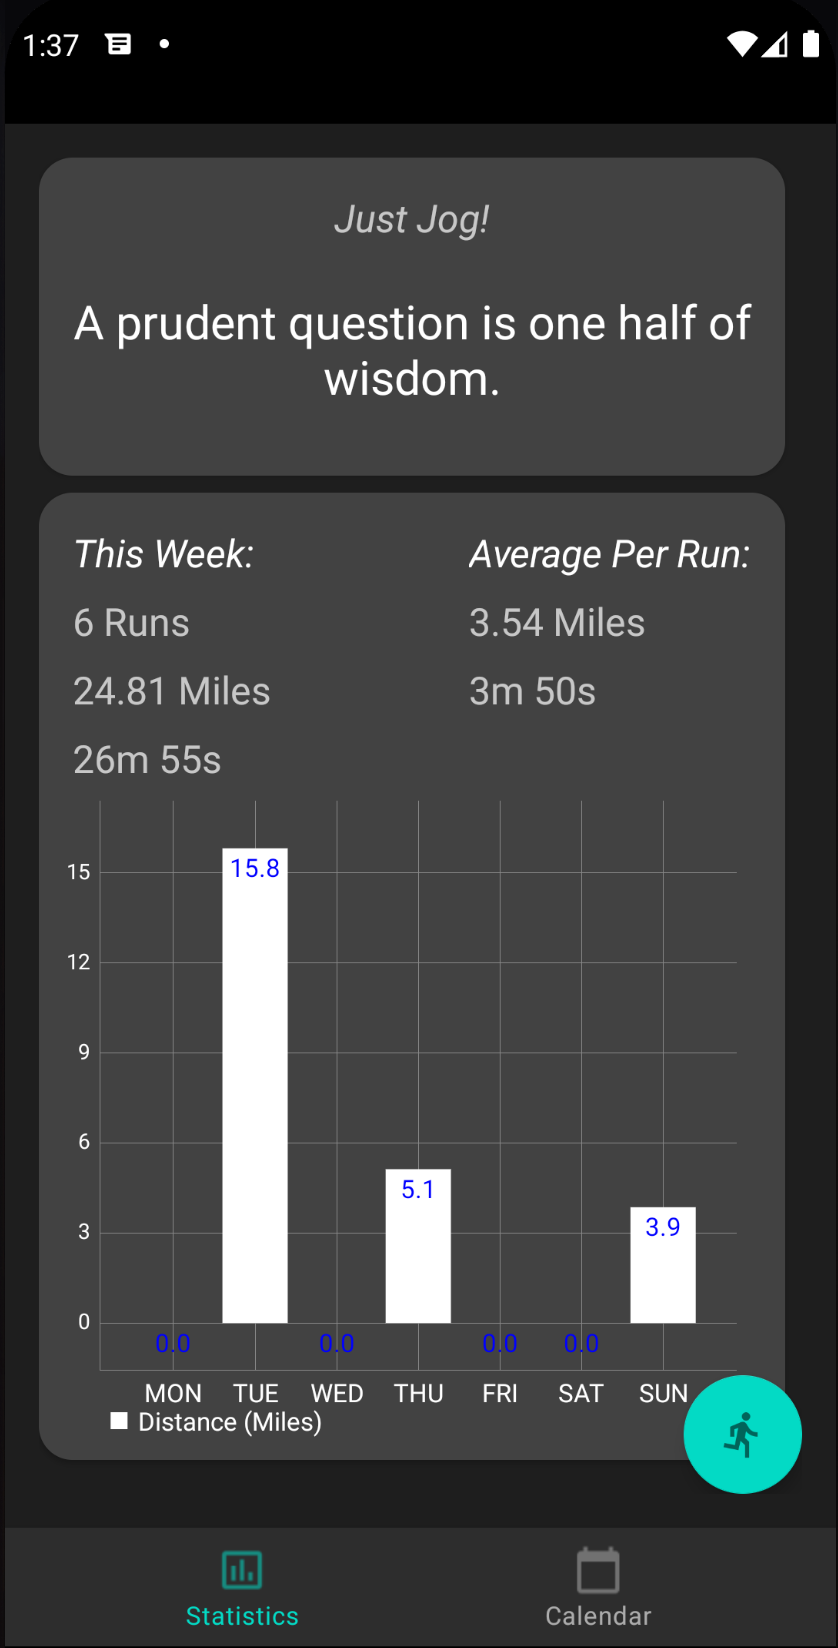 1:37
Just Jog!
A prudent question is one half of
wisdom.
This Week:
Average Per Run:
6 Runs
3.54 Miles
24.81 Miles
3m 50s
26m 55s
15
15.8
12
9
6
5.1
3
3.9
0
0.0 0.0 0.0 0.0
MON TUE WED THU FRI SAT SUN
Distance (Miles)
Statistics
Calendar